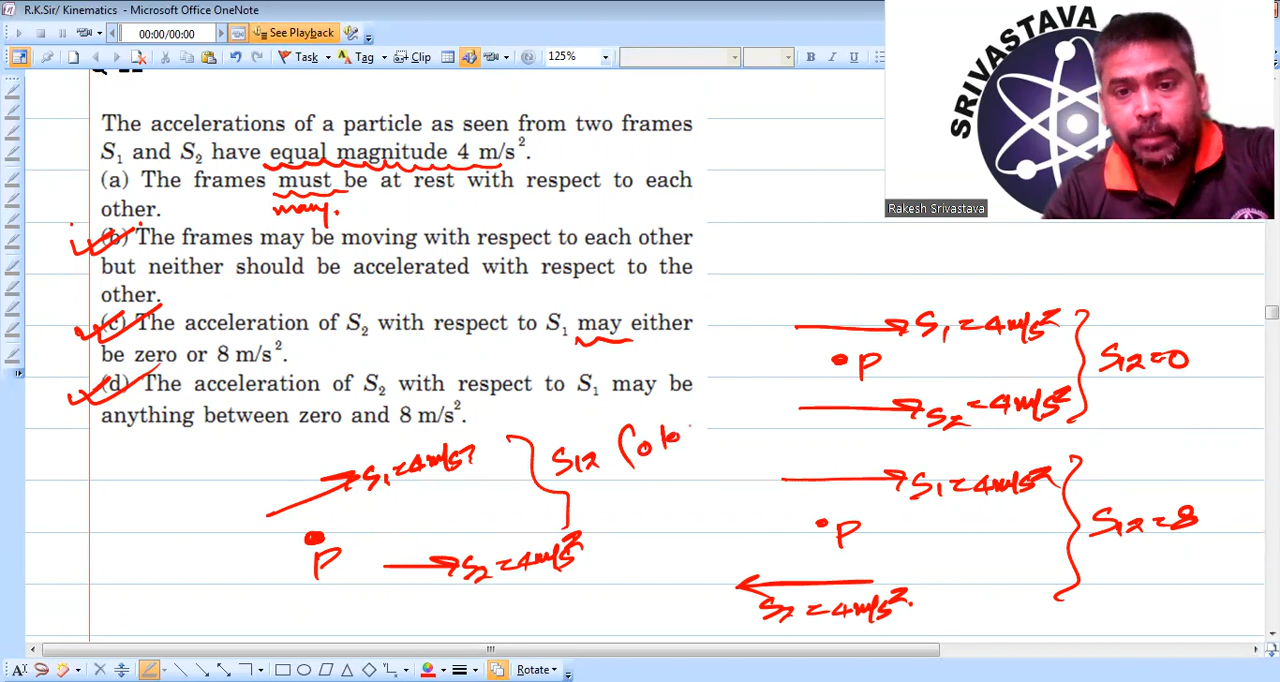 R.K.Sir/ Kinematics - Microsoft Office OneNote
00:00/00:00 See Playback
Task Tag Clip 125% B I U
SRIVASTAVA
Rakesh Srivastava
The accelerations of a particle as seen from two frames
S₁ and S₂ have equal magnitude 4 m/s².
(a) The frames must be at rest with respect to each
other.
may.
(b) The frames may be moving with respect to each other
but neither should be accelerated with respect to the
other.
(c) The acceleration of S₂ with respect to S₁ may either
be zero or 8 m/s².
(d) The acceleration of S₂ with respect to S₁ may be
anything between zero and 8 m/s².
S₁ = 4m/s²
P
S₂ = 4m/s²
S₁₂ = 0
S₁ = 4m/s²
P
S₂ = 4m/s².
S₁₂ = 8
S₁ = 4m/s²
P
S₂ = 4m/s²
S₁₂ (0 to
A Rotate